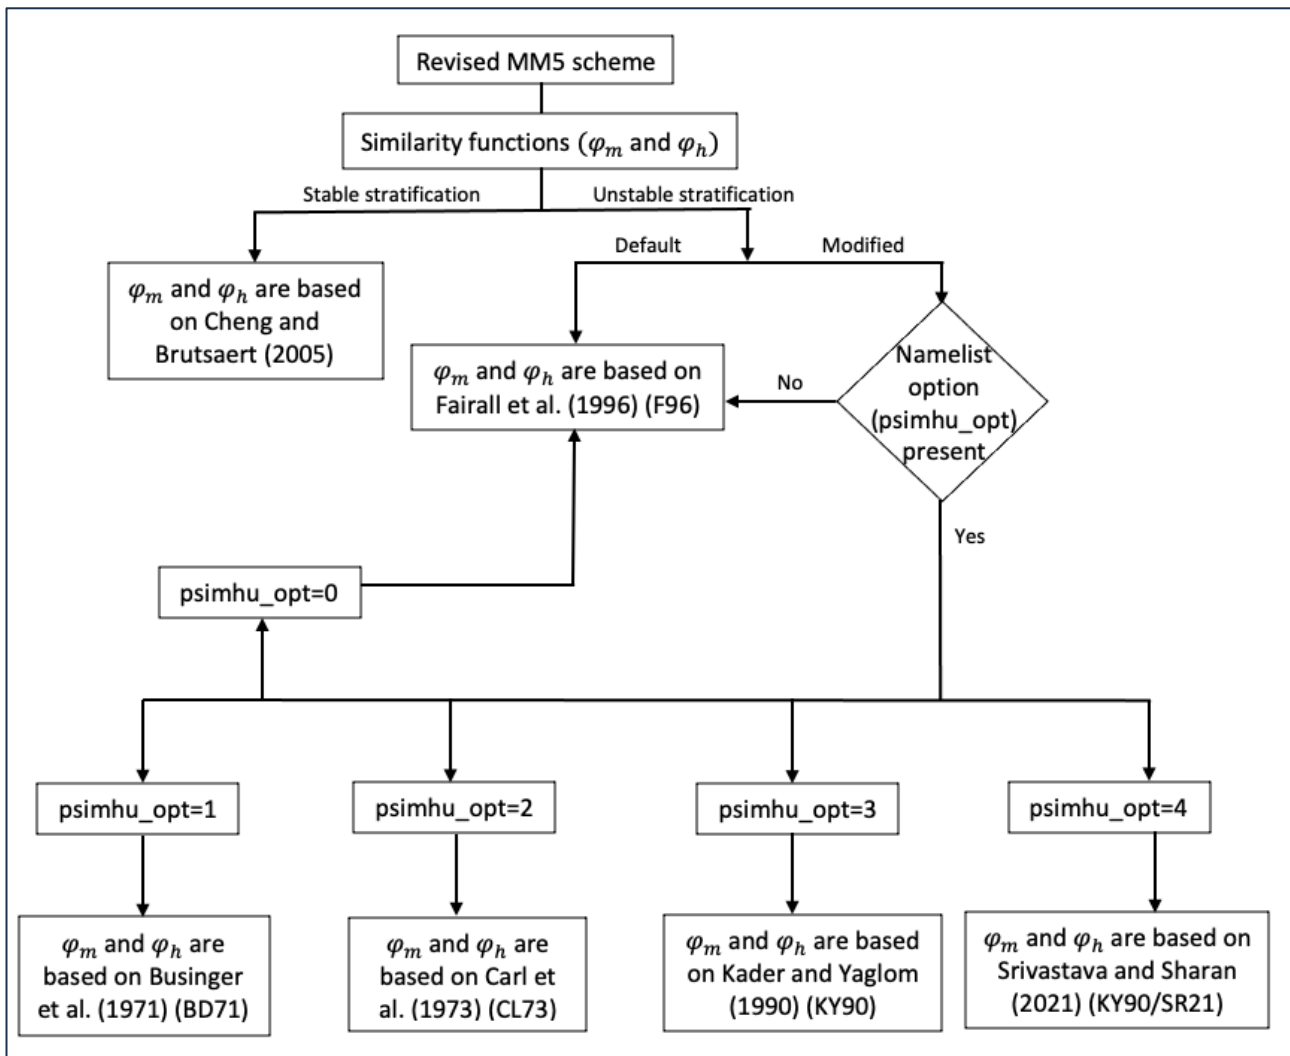 Revised MM5 scheme
Similarity functions (φₘ and φₕ)
Stable stratification
Unstable stratification
Default
Modified
φₘ and φₕ are based
on Cheng and
Brutsaert (2005)
φₘ and φₕ are based on
Fairall et al. (1996) (F96)
No
Namelist
option
(psimhu_opt)
present
Yes
psimhu_opt=0
psimhu_opt=1
psimhu_opt=2
psimhu_opt=3
psimhu_opt=4
φₘ and φₕ are
based on Businger
et al. (1971) (BD71)
φₘ and φₕ are
based on Carl et
al. (1973) (CL73)
φₘ and φₕ are based
on Kader and Yaglom
(1990) (KY90)
φₘ and φₕ are based on
Srivastava and Sharan
(2021) (KY90/SR21)